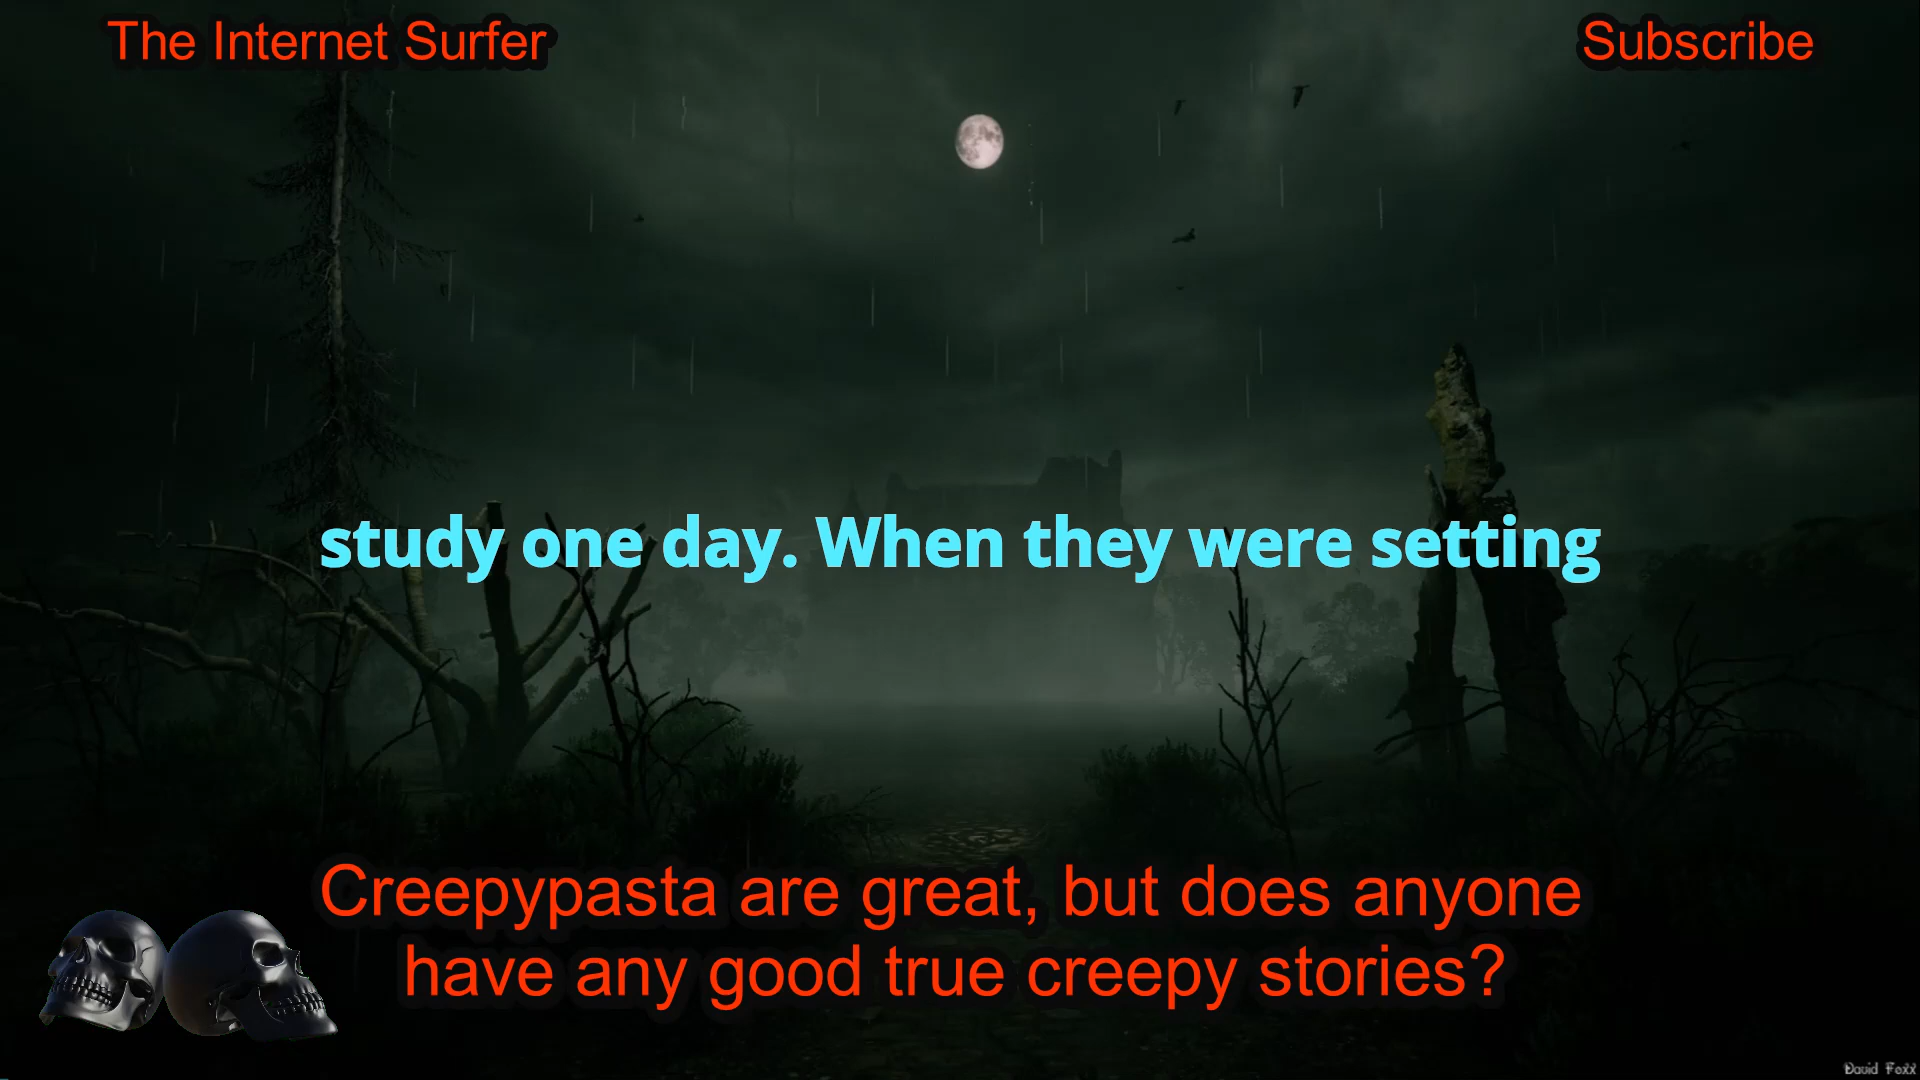 The Internet Surfer
Subscribe
study one day. When they were setting
Creepypasta are great, but does anyone
have any good true creepy stories?
David Foxx